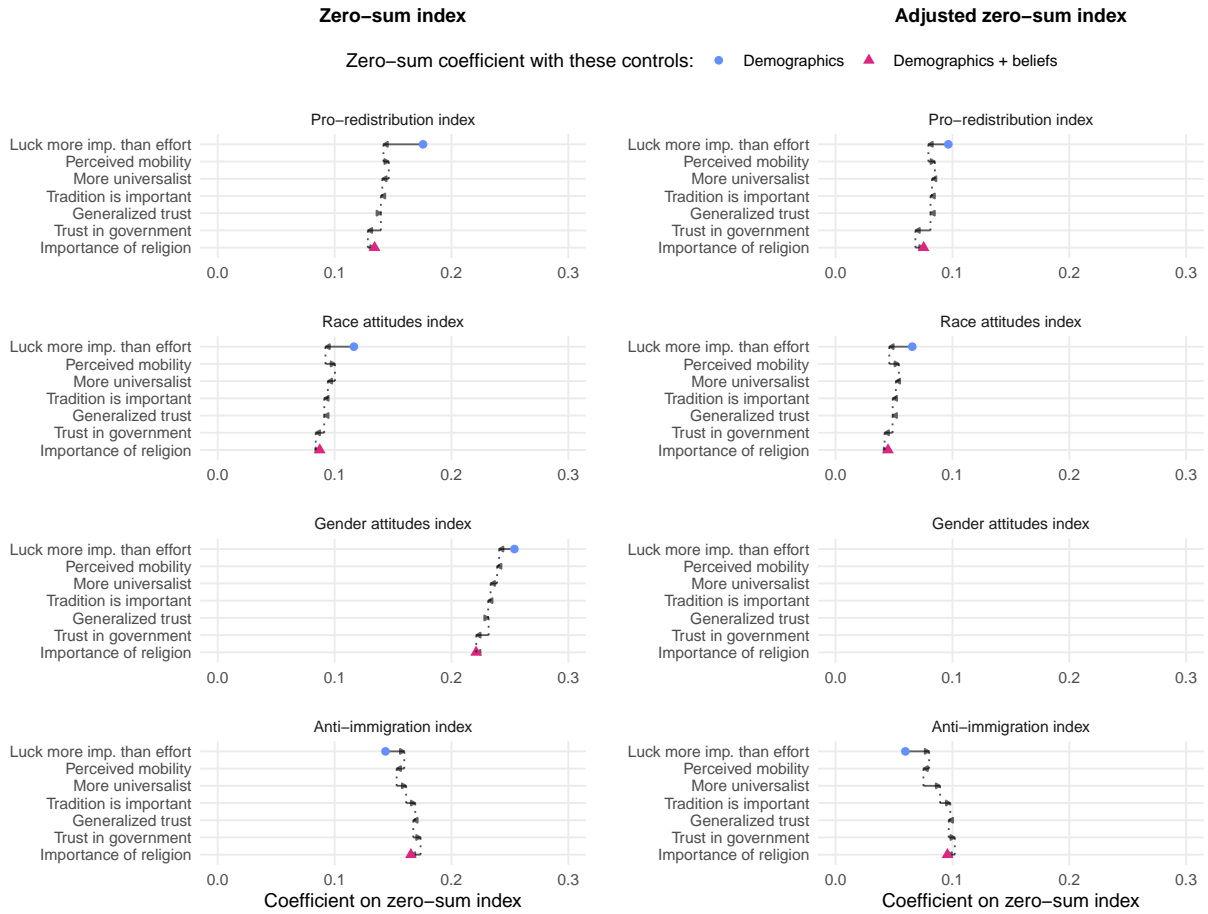 Zero−sum index
Adjusted zero−sum index
Zero−sum coefficient with these controls: Demographics Demographics + beliefs
Pro−redistribution index
Luck more imp. than effort
Perceived mobility
More universalist
Tradition is important
Generalized trust
Trust in government
Importance of religion
0.0 0.1 0.2 0.3
Pro−redistribution index
Luck more imp. than effort
Perceived mobility
More universalist
Tradition is important
Generalized trust
Trust in government
Importance of religion
0.0 0.1 0.2 0.3
Race attitudes index
Luck more imp. than effort
Perceived mobility
More universalist
Tradition is important
Generalized trust
Trust in government
Importance of religion
0.0 0.1 0.2 0.3
Race attitudes index
Luck more imp. than effort
Perceived mobility
More universalist
Tradition is important
Generalized trust
Trust in government
Importance of religion
0.0 0.1 0.2 0.3
Gender attitudes index
Luck more imp. than effort
Perceived mobility
More universalist
Tradition is important
Generalized trust
Trust in government
Importance of religion
0.0 0.1 0.2 0.3
Gender attitudes index
Luck more imp. than effort
Perceived mobility
More universalist
Tradition is important
Generalized trust
Trust in government
Importance of religion
0.0 0.1 0.2 0.3
Anti−immigration index
Luck more imp. than effort
Perceived mobility
More universalist
Tradition is important
Generalized trust
Trust in government
Importance of religion
0.0 0.1 0.2 0.3
Coefficient on zero−sum index
Anti−immigration index
Luck more imp. than effort
Perceived mobility
More universalist
Tradition is important
Generalized trust
Trust in government
Importance of religion
0.0 0.1 0.2 0.3
Coefficient on zero−sum index